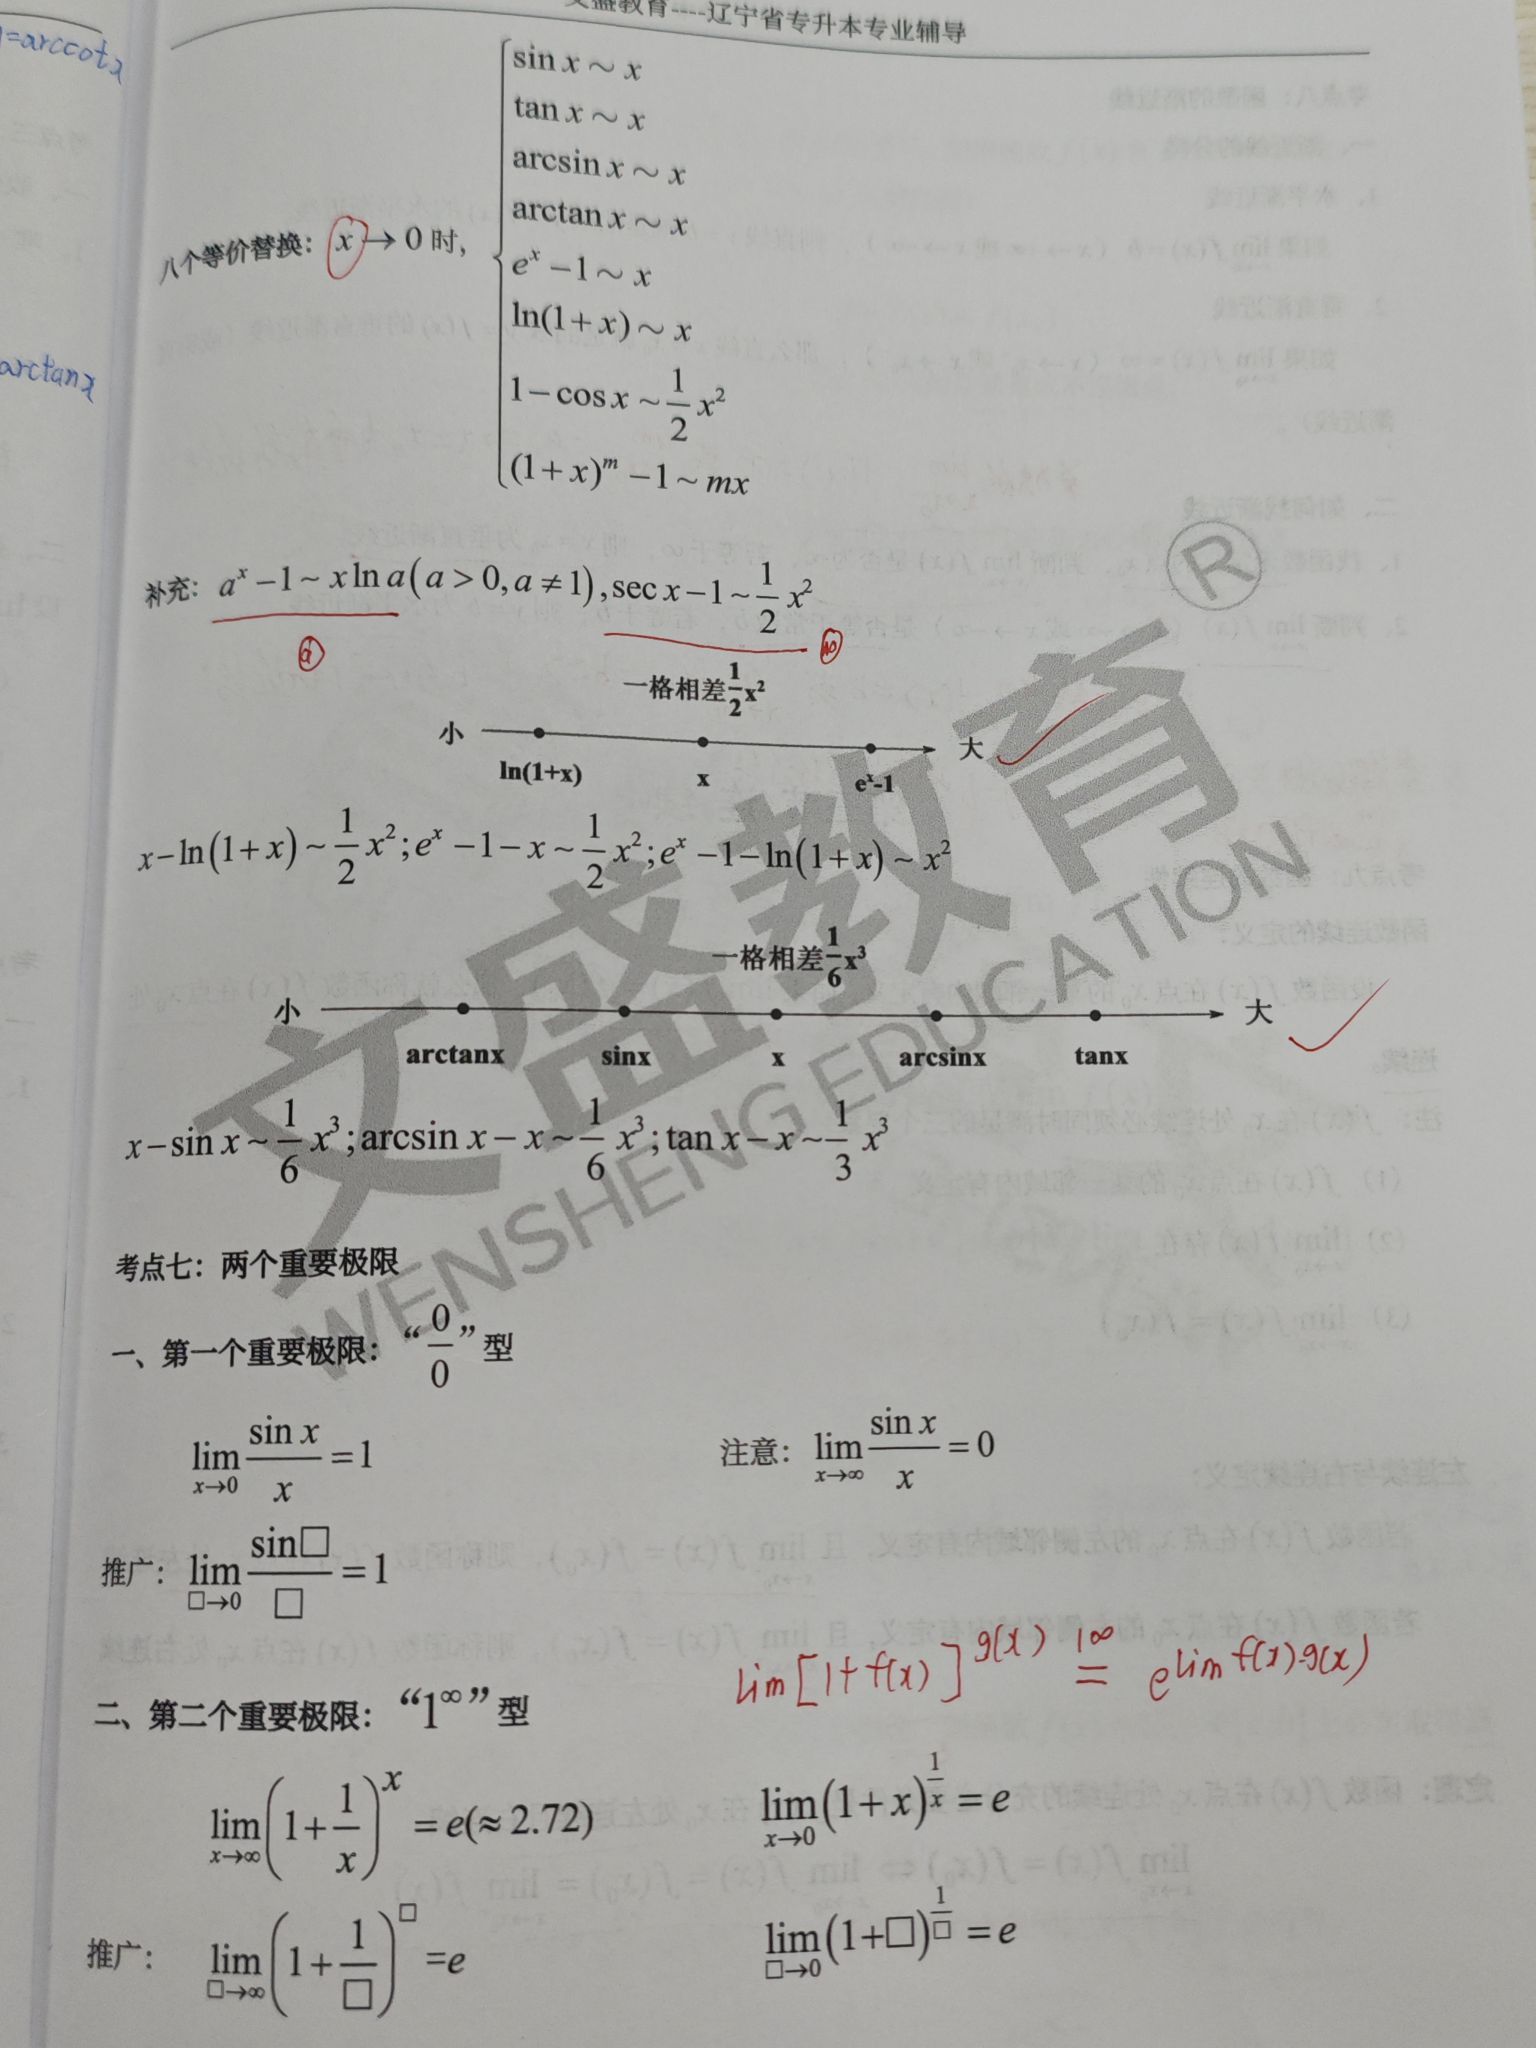 教育----辽宁省专升本专业辅导
=arccotx
arctanx
八个等价替换：x→0时，
sin x ~ x
tan x ~ x
arcsin x ~ x
arctan x ~ x
e^x −1 ~ x
ln(1+x) ~ x
1−cos x ~ 1/2 x²
(1+x)^m −1 ~ mx
补充：a^x −1 ~ x ln a (a > 0, a ≠ 1), sec x −1 ~ 1/2 x²
®
一格相差1/2x²
小 大
ln(1+x) x e^x-1
x−ln(1+x) ~ 1/2 x²; e^x −1−x ~ 1/2 x²; e^x −1−ln(1+x) ~ x²
一格相差1/6x³
小 大
arctanx sinx x arcsinx tanx
x−sin x ~ 1/6 x³; arcsin x−x ~ 1/6 x³; tan x−x ~ 1/3 x³
文盛教育
WENSHENG EDUCATION
考点七：两个重要极限
一、第一个重要极限：“0/0”型
lim x→0 sin x/x =1 注意：lim x→∞ sin x/x =0
推广：lim □→0 sin□/□ =1
lim[1+f(x)]^g(x) 1^∞ = e^lim f(x)·g(x)
二、第二个重要极限：“1^∞”型
lim x→∞ (1+1/x)^x = e(≈2.72) lim x→0 (1+x)^1/x = e
推广：lim □→∞ (1+1/□)^□ =e lim □→0 (1+□)^1/□ = e